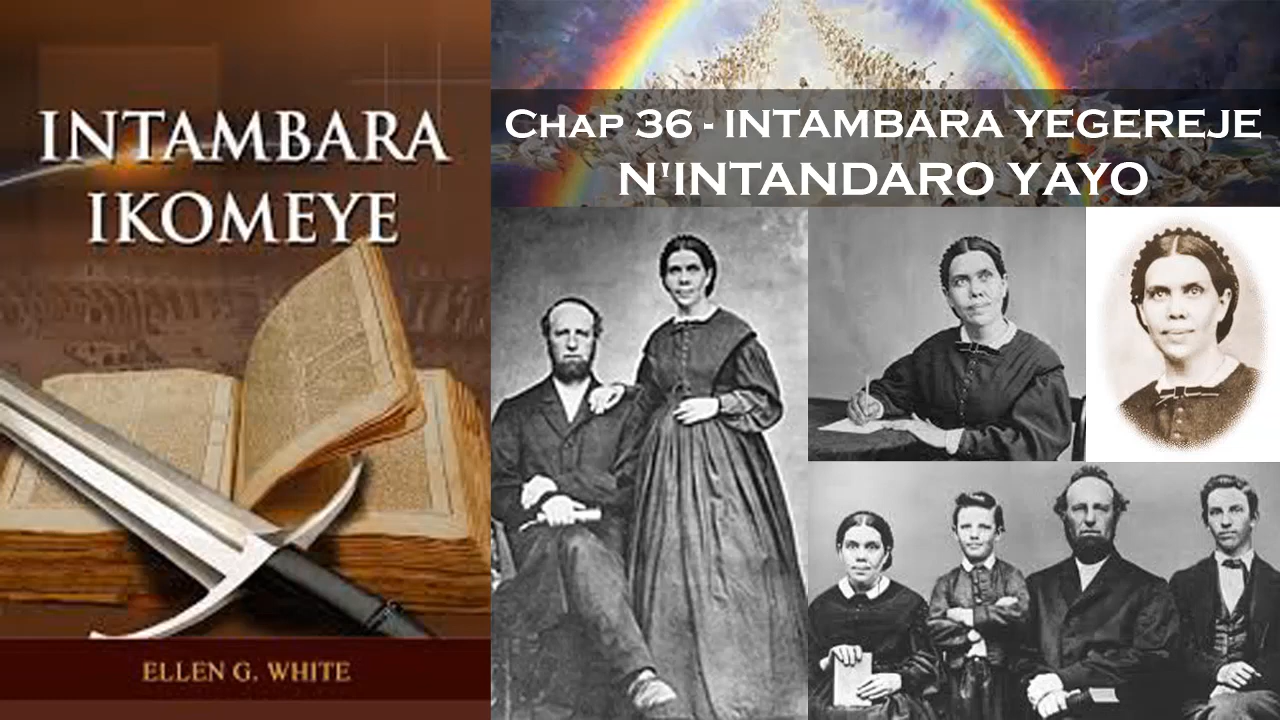 INTAMBARA
IKOMEYE
ELLEN G. WHITE
Chap 36 - INTAMBARA YEGEREJE
N'INTANDARO YAYO